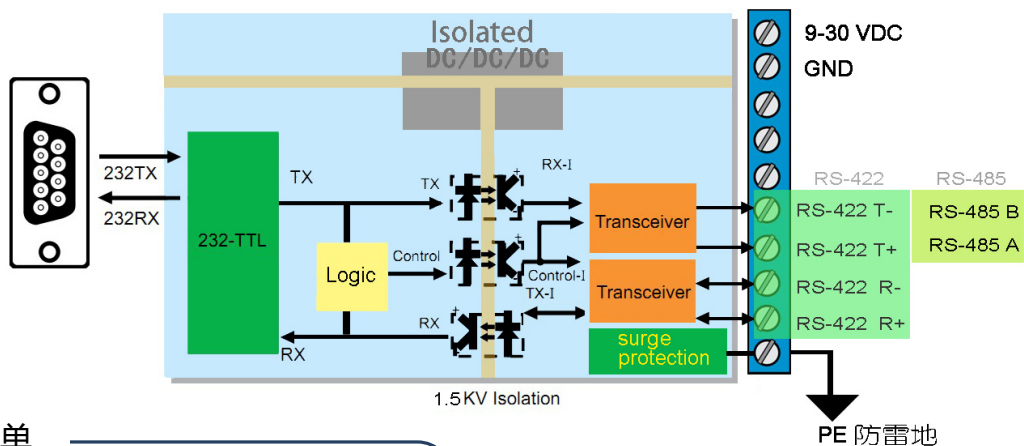 Isolated
DC/DC/DC
9-30 VDC
GND
232TX
232RX
232-TTL
TX
TX
RX-I
Transceiver
RS-422
RS-485
RS-422 T-
RS-485 B
RS-422 T+
RS-485 A
Logic
Control
Control-I
TX-I
Transceiver
RS-422 R-
RX
RX
RS-422 R+
surge
protection
1.5KV Isolation
单
PE 防雷地